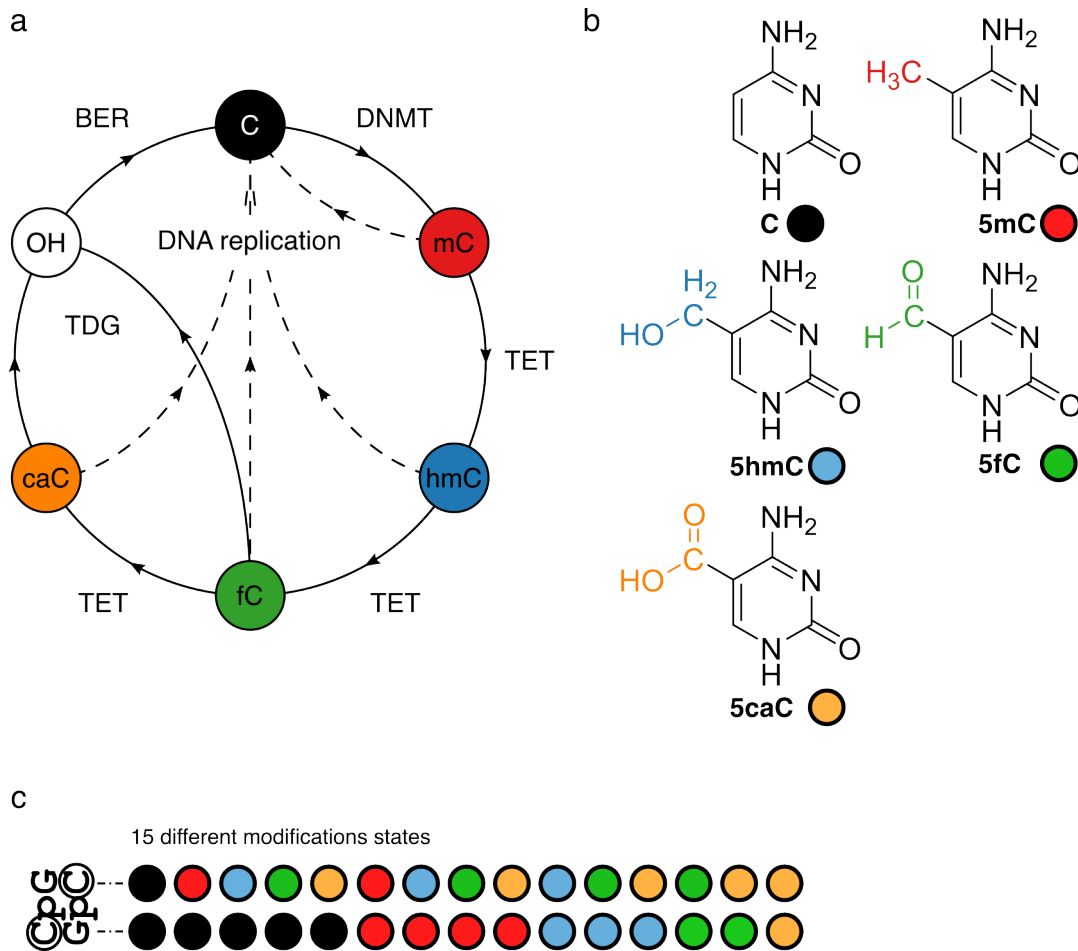 a
BER
C
DNMT
OH
DNA replication
mC
TDG
TET
caC
hmC
fC
TET
TET
b
NH2
N
N
H
O
C
H3C
NH2
N
N
H
O
5mC
H2
C
HO
NH2
N
N
H
O
5hmC
O
C
H
NH2
N
N
H
O
5fC
O
C
HO
NH2
N
N
H
O
5caC
c
15 different modifications states
CpG
GpC